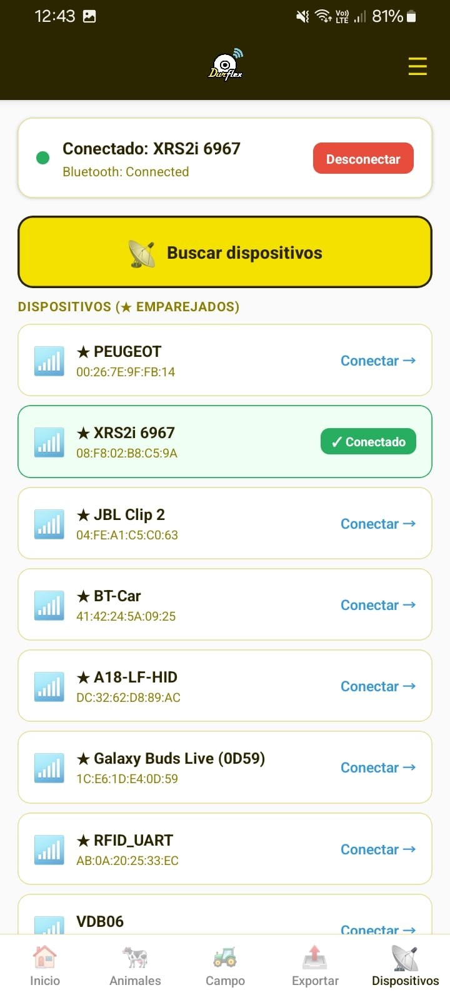 12:43
Vo)) LTE 81%
Durflex
Conectado: XRS2i 6967
Bluetooth: Connected
Desconectar
Buscar dispositivos
DISPOSITIVOS (★ EMPAREJADOS)
★ PEUGEOT
00:26:7E:9F:FB:14
Conectar →
★ XRS2i 6967
08:F8:02:B8:C5:9A
✓ Conectado
★ JBL Clip 2
04:FE:A1:C5:C0:63
Conectar →
★ BT-Car
41:42:24:5A:09:25
Conectar →
★ A18-LF-HID
DC:32:62:D8:89:AC
Conectar →
★ Galaxy Buds Live (0D59)
1C:E6:1D:E4:0D:59
Conectar →
★ RFID_UART
AB:0A:20:25:33:EC
Conectar →
VDB06
Conectar →
Inicio
Animales
Campo
Exportar
Dispositivos